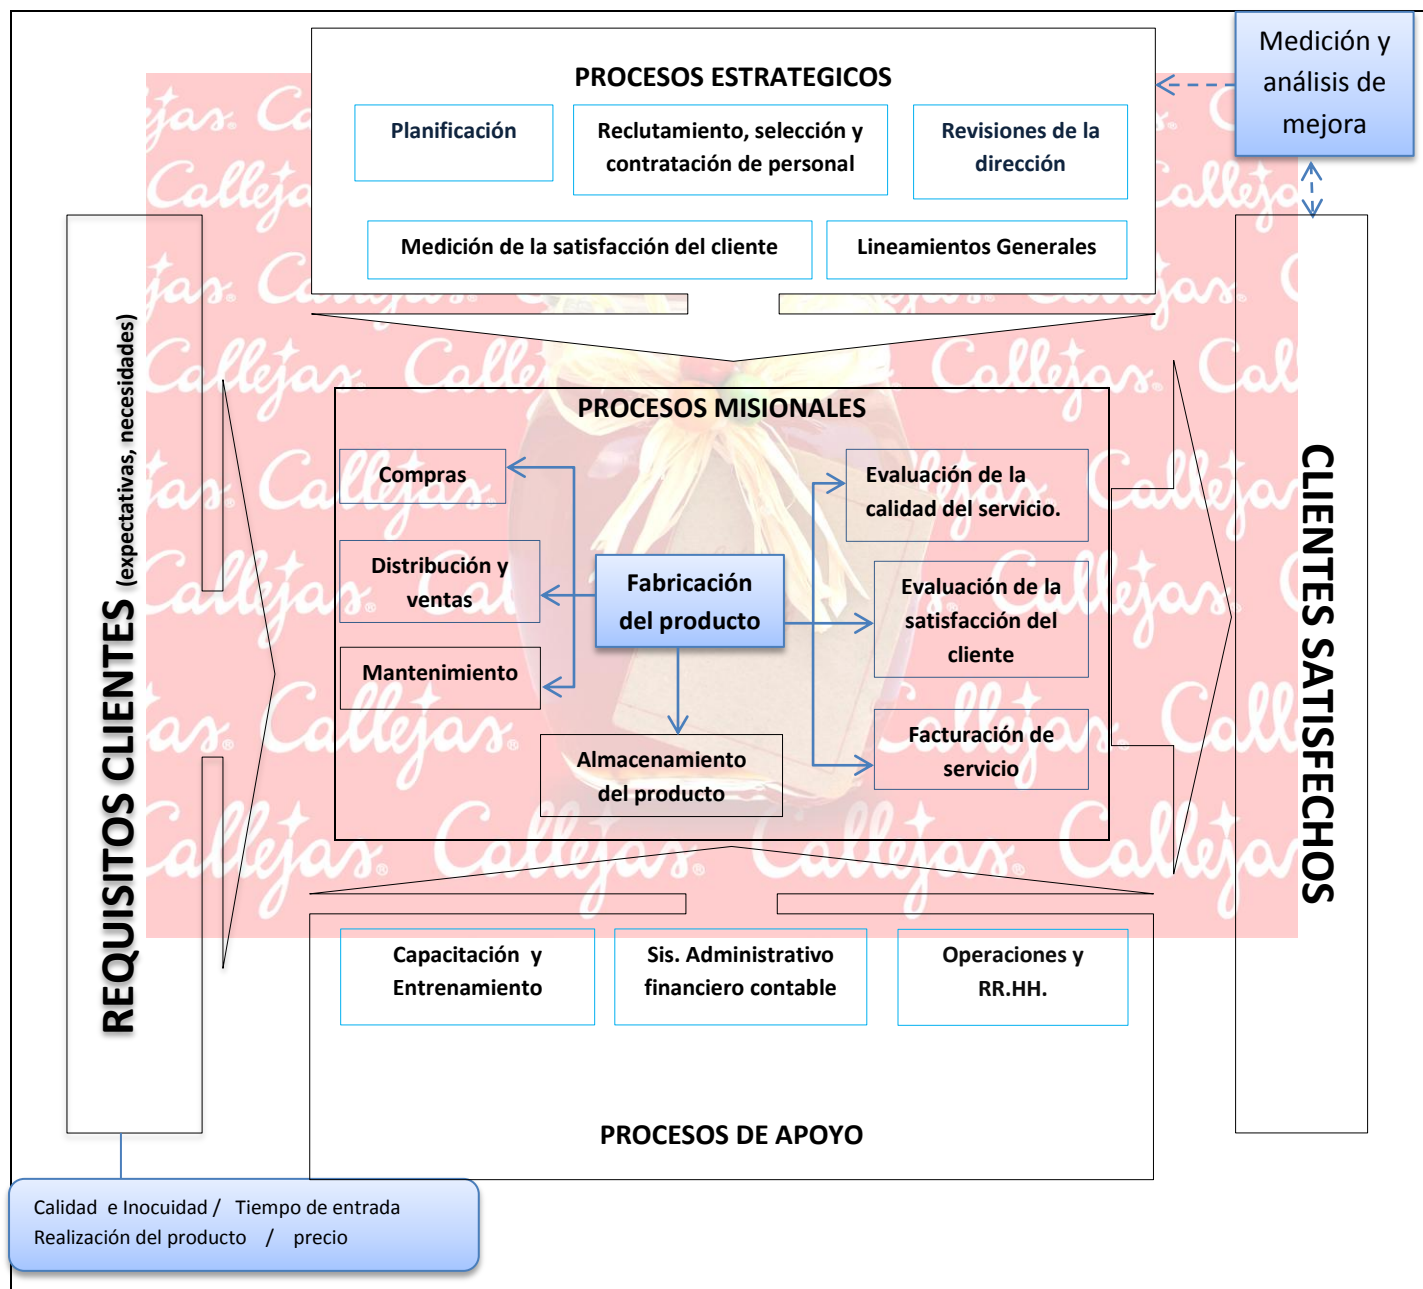 Medición y
análisis de
mejora
PROCESOS ESTRATEGICOS
Planificación
Reclutamiento, selección y
contratación de personal
Revisiones de la
dirección
Medición de la satisfacción del cliente
Lineamientos Generales
REQUISITOS CLIENTES (expectativas, necesidades)
PROCESOS MISIONALES
Compras
Distribución y
ventas
Mantenimiento
Fabricación
del producto
Almacenamiento
del producto
Evaluación de la
calidad del servicio.
Evaluación de la
satisfacción del
cliente
Facturación de
servicio
CLIENTES SATISFECHOS
Capacitación y
Entrenamiento
Sis. Administrativo
financiero contable
Operaciones y
RR.HH.
PROCESOS DE APOYO
Calidad e Inocuidad / Tiempo de entrada
Realización del producto / precio
Callejas